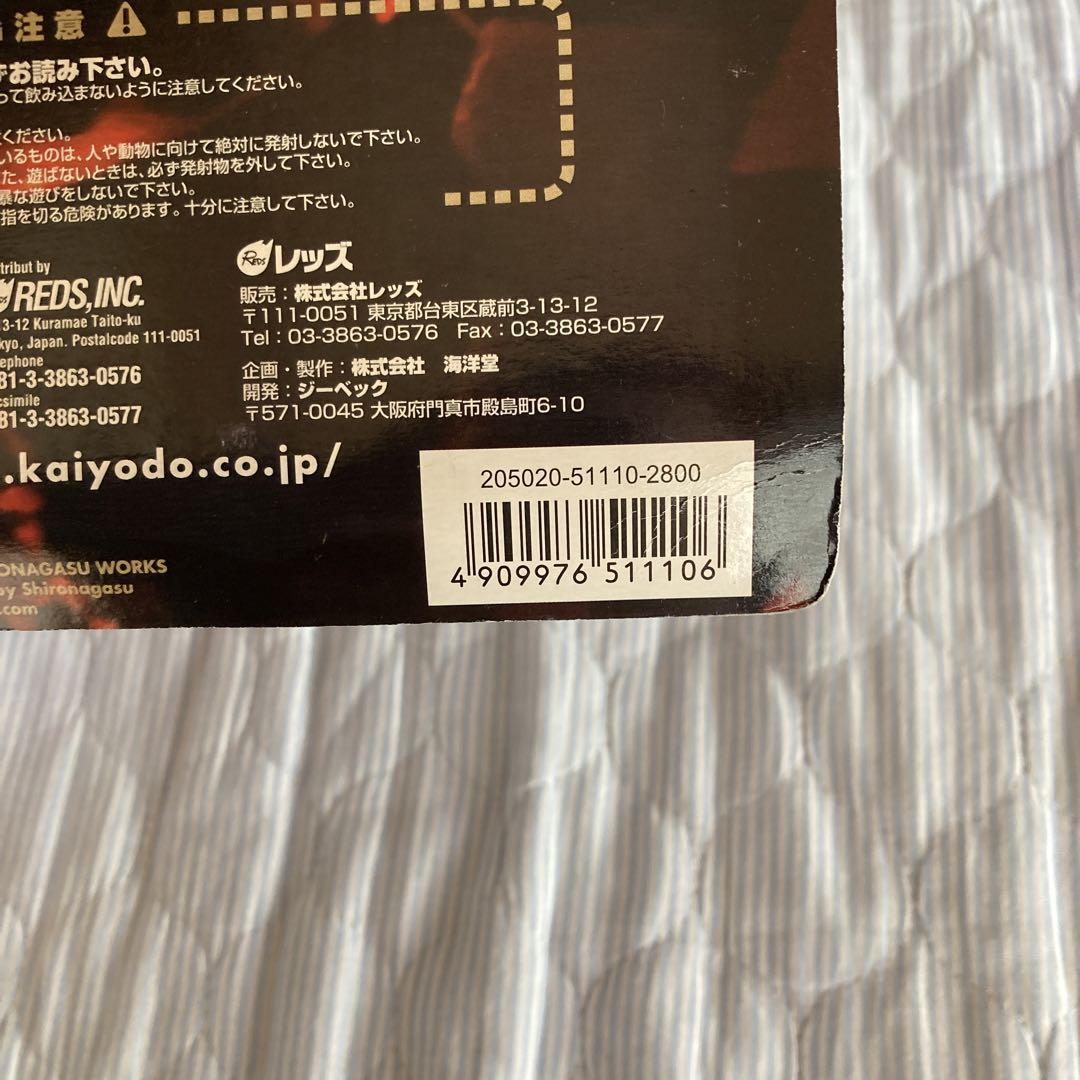 注意
お読み下さい。
って飲み込まないように注意してください。
ください。
いるものは、人や動物に向けて絶対に発射しないで下さい。
た、遊ばないときは、必ず発射物を外して下さい。
暴な遊びをしないで下さい。
指を切る危険があります。十分に注意して下さい。
tribut by
REDS, INC.
3-12 Kuramae Taito-ku
kyo, Japan. Postalcode 111-0051
ephone
81-3-3863-0576
csimile
81-3-3863-0577
REDS レッズ
販売：株式会社レッズ
〒111-0051 東京都台東区蔵前3-13-12
Tel：03-3863-0576 Fax：03-3863-0577
企画・製作：株式会社 海洋堂
開発：ジーベック
〒571-0045 大阪府門真市殿島町6-10
.kaiyodo.co.jp/
ONAGASU WORKS
by Shironagasu
.com
205020-51110-2800
4 909976 511106